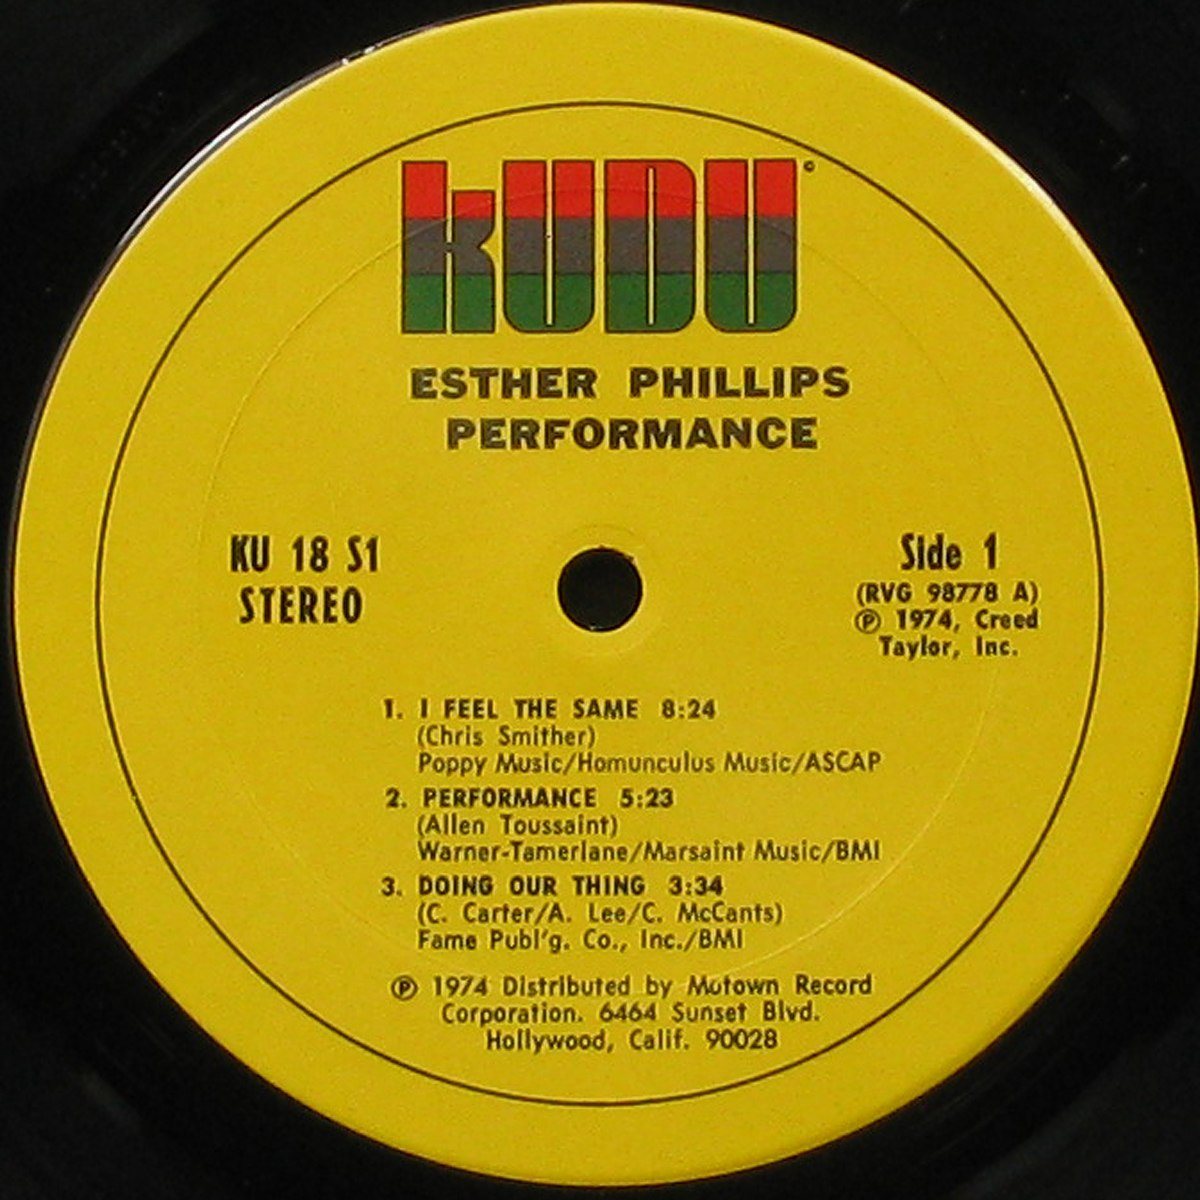 KUDU ©
ESTHER PHILLIPS
PERFORMANCE
KU 18 S1
STEREO
Side 1
(RVG 98778 A)
℗ 1974, Creed
Taylor, Inc.
1. I FEEL THE SAME 8:24
(Chris Smither)
Poppy Music/Homunculus Music/ASCAP
2. PERFORMANCE 5:23
(Allen Toussaint)
Warner-Tamerlane/Marsaint Music/BMI
3. DOING OUR THING 3:34
(C. Carter/A. Lee/C. McCants)
Fame Publ'g. Co., Inc./BMI
℗ 1974 Distributed by Motown Record
Corporation. 6464 Sunset Blvd.
Hollywood, Calif. 90028